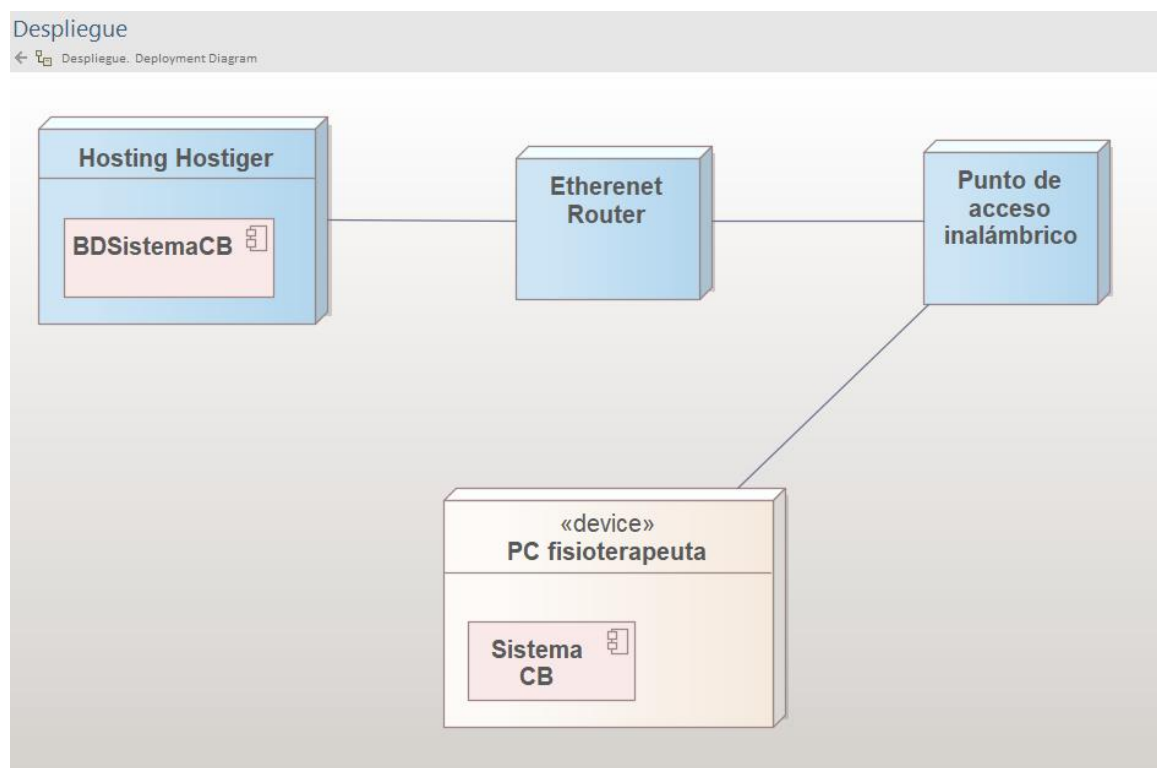 Despliegue
Despliegue. Deployment Diagram
Hosting Hostiger
BDSistemaCB
Etherenet
Router
Punto de
acceso
inalámbrico
«device»
PC fisioterapeuta
Sistema
CB